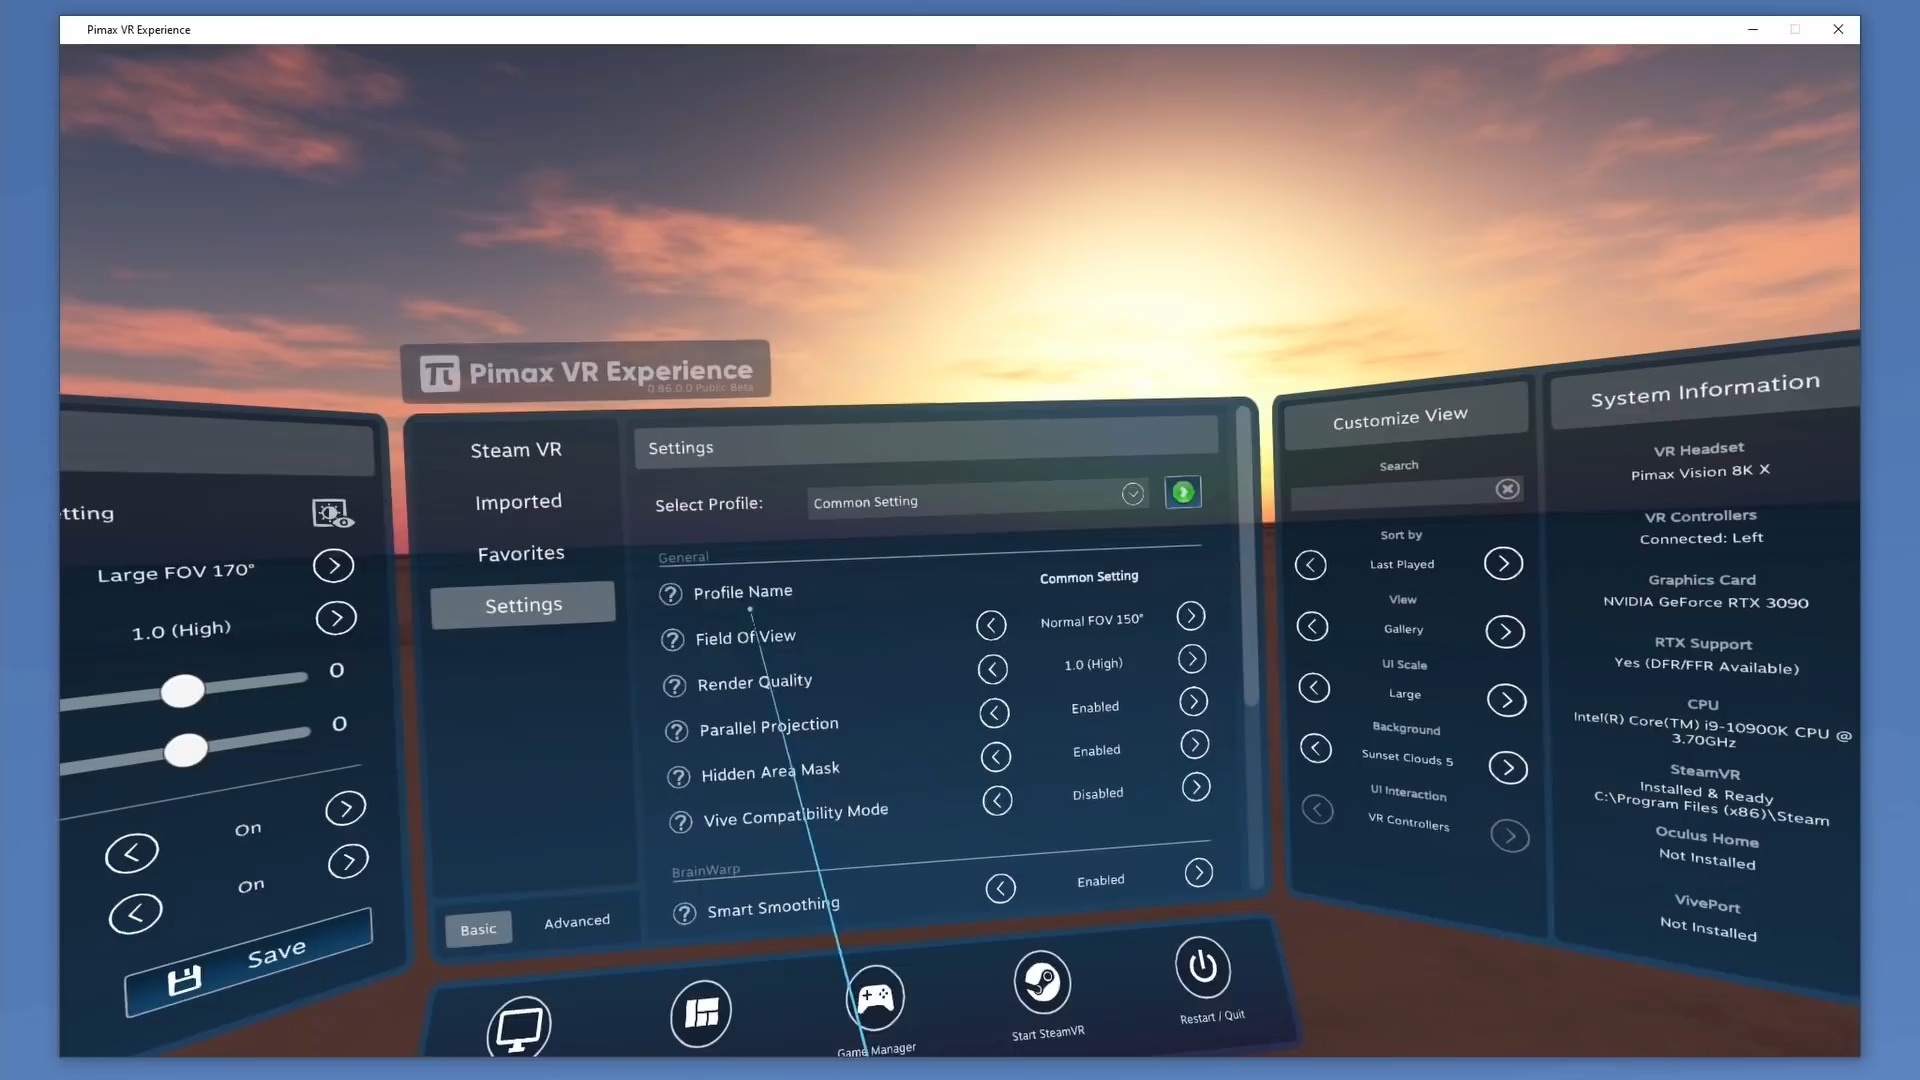 Pimax VR Experience
Pimax VR Experience
0.86.0.0 Public Beta
etting
Large FOV 170°
1.0 (High)
0
0
On
On
Save
Steam VR
Imported
Favorites
Settings
Basic
Advanced
Settings
Select Profile:
Common Setting
General
Profile Name
Common Setting
Field Of View
Normal FOV 150°
Render Quality
1.0 (High)
Parallel Projection
Enabled
Hidden Area Mask
Enabled
Vive Compatibility Mode
Disabled
BrainWarp
Smart Smoothing
Enabled
Game Manager
Start SteamVR
Restart / Quit
Customize View
Search
Sort by
Last Played
View
Gallery
UI Scale
Large
Background
Sunset Clouds 5
UI Interaction
VR Controllers
System Information
VR Headset
Pimax Vision 8K X
VR Controllers
Connected: Left
Graphics Card
NVIDIA GeForce RTX 3090
RTX Support
Yes (DFR/FFR Available)
CPU
Intel(R) Core(TM) i9-10900K CPU @
3.70GHz
SteamVR
Installed & Ready
C:\Program Files (x86)\Steam
Oculus Home
Not Installed
VivePort
Not Installed